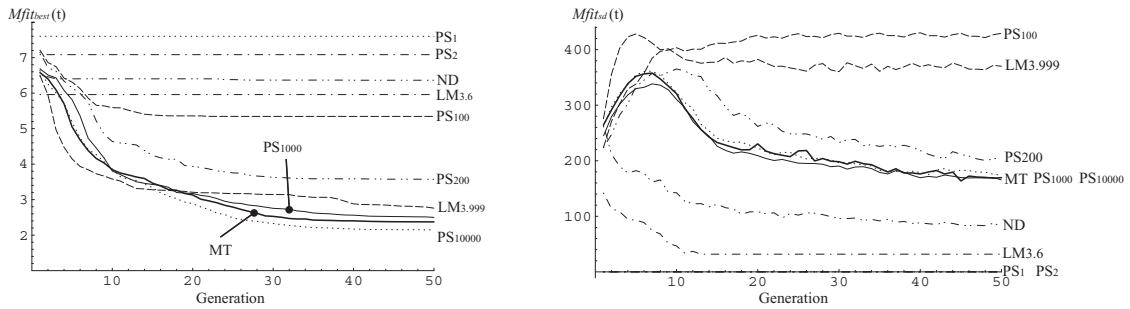 Mfit_best (t)
7
6
5
4
3
2
10 20 30 40 50
Generation
PS1
PS2
ND
LM3.6
PS100
PS1000
PS200
LM3.999
MT
PS10000
Mfit_sd (t)
400
300
200
100
10 20 30 40 50
Generation
PS100
LM3.999
PS200
MT PS1000 PS10000
ND
LM3.6
PS1 PS2